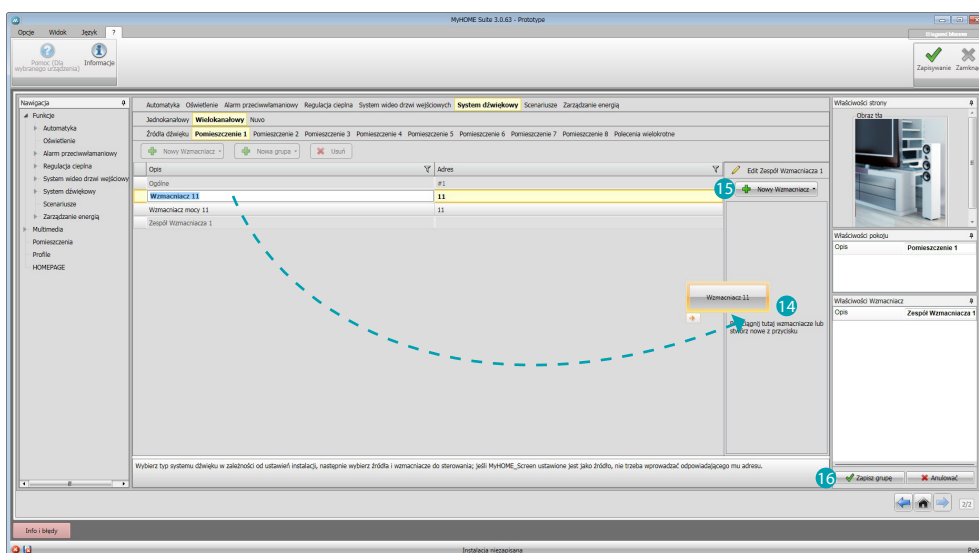 MyHOME Suite 3.0.63 - Prototype
Opcje Widok Język ?
Pomoc (Dla
wybranego urządzenia)
Informacje
Zapisywanie
Nawigacja
Funkcje
Automatyka
Oświetlenie
Alarm przeciwwłamaniowy
Regulacja cieplna
System wideo drzwi wejściowy
System dźwiękowy
Scenariusze
Zarządzanie energią
Multimedia
Pomieszczenia
Profile
HOMEPAGE
Automatyka Oświetlenie Alarm przeciwwłamaniowy Regulacja cieplna System wideo drzwi wejściowych System dźwiękowy Scenariusze Zarządzanie energią
Jednokanałowy Wielokanałowy Nuvo
Źródła dźwięku Pomieszczenie 1 Pomieszczenie 2 Pomieszczenie 3 Pomieszczenie 4 Pomieszczenie 5 Pomieszczenie 6 Pomieszczenie 7 Pomieszczenie 8 Polecenia wielokrotne
Nowy Wzmacniacz Nowa grupa Usuń
Opis Adres
Ogólne #1
Wzmacniacz 11 11
Wzmacniacz mocy 11 11
Zespół Wzmacniacza 1
Edit Zespół Wzmacniacza 1
15 Nowy Wzmacniacz
Wzmacniacz 11
14
tutaj wzmacniacze lub
stwórz nowe z przycisku
Wybierz typ systemu dźwięku w zależności od ustawień instalacji, następnie wybierz źródła i wzmacniacze do sterowania; jeśli MyHOME_Screen ustawione jest jako źródło, nie trzeba wprowadzać odpowiadającego mu adresu.
Właściwości strony
Obraz tła
Właściwości pokoju
Opis Pomieszczenie 1
Właściwości Wzmacniacz
Opis Zespół Wzmacniacza 1
16 Zapisz grupę Anulować
2/2
Info i błędy
Instalacja niezapisana